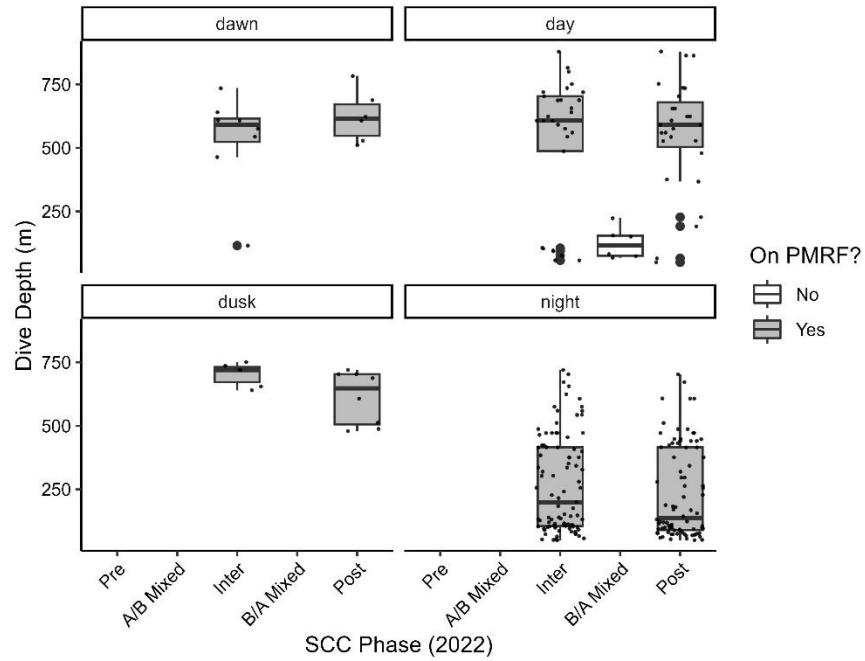 dawn
day
750
500
250
Dive Depth (m)
On PMRF?
No
Yes
dusk
night
750
500
250
Pre
A/B Mixed
Inter
B/A Mixed
Post
Pre
A/B Mixed
Inter
B/A Mixed
Post
SCC Phase (2022)